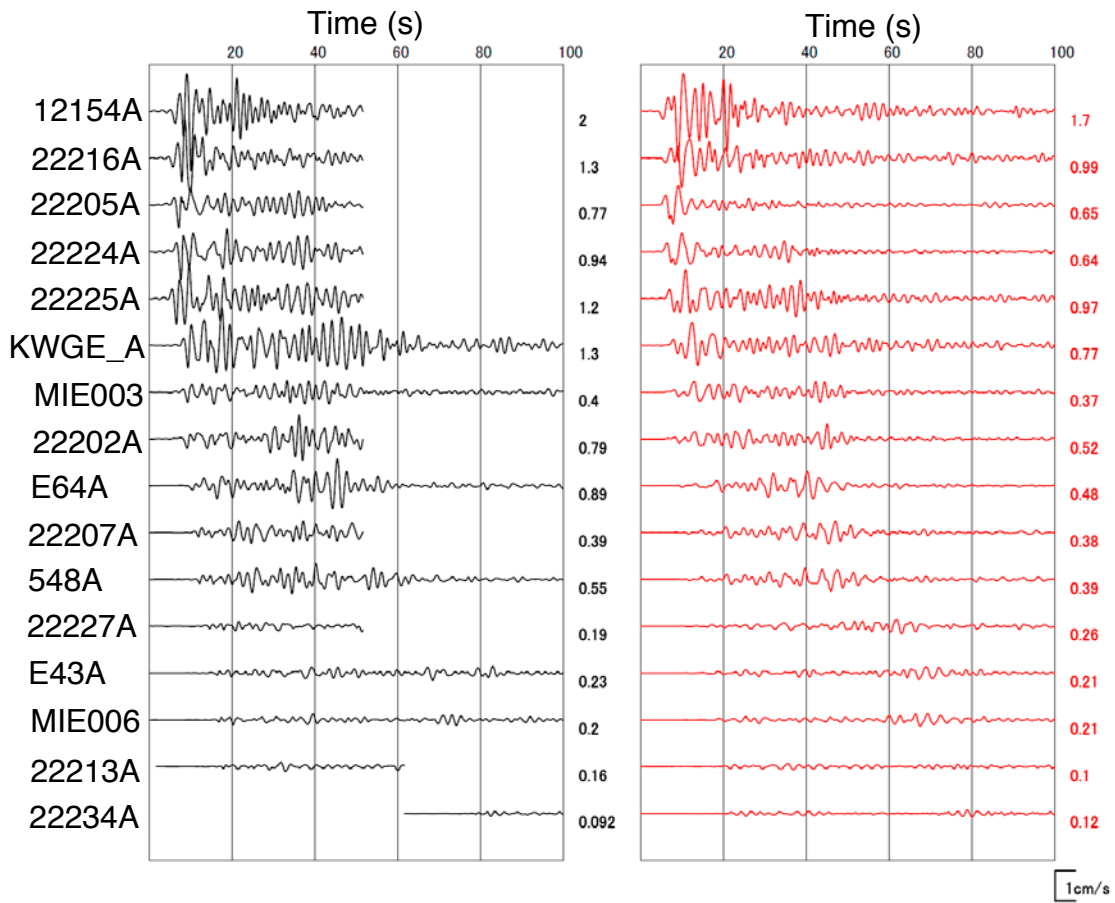 Time (s) Time (s)
20 40 60 80 100 20 40 60 80 100
12154A 2 1.7
22216A 1.3 0.99
22205A 0.77 0.65
22224A 0.94 0.64
22225A 1.2 0.97
KWGE_A 1.3 0.77
MIE003 0.4 0.37
22202A 0.79 0.52
E64A 0.89 0.48
22207A 0.39 0.38
548A 0.55 0.39
22227A 0.19 0.26
E43A 0.23 0.21
MIE006 0.2 0.21
22213A 0.16 0.1
22234A 0.092 0.12
1cm/s